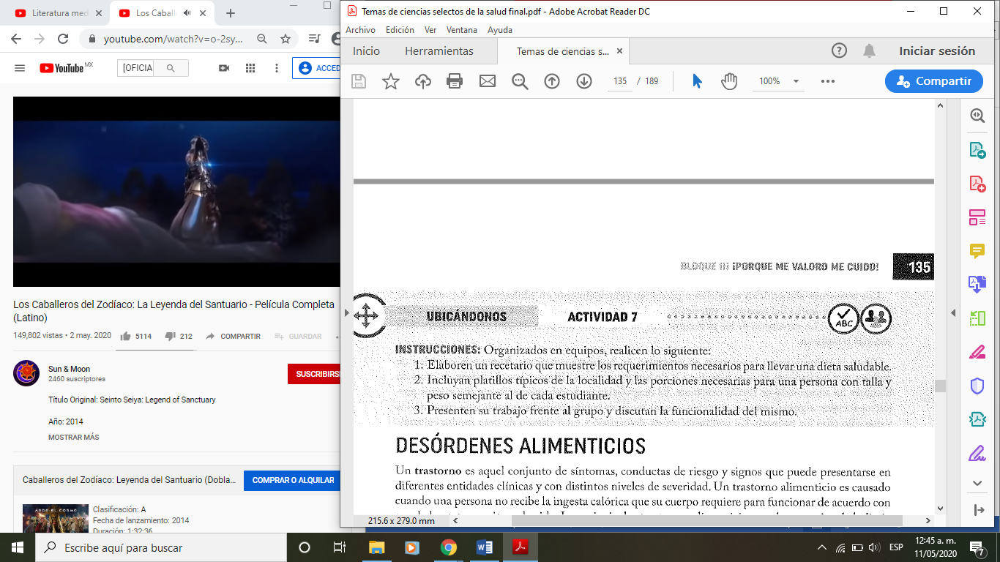 Literatura med
Los Caball
youtube.com/watch?v=o-2sy...
YouTube MX
[OFICIA
ACCED
Los Caballeros del Zodíaco: La Leyenda del Santuario - Película Completa
(Latino)
149,802 vistas • 2 may. 2020
5114
212
COMPARTIR
GUARDAR
Sun & Moon
2460 suscriptores
SUSCRIBIRSE
Título Original: Seinto Seiya: Legend of Sanctuary
Año: 2014
MOSTRAR MÁS
Caballeros del Zodíaco: Leyenda del Santuario (Dobla...
COMPRAR O ALQUILAR
Clasificación: A
Fecha de lanzamiento: 2014
Duración: 1:32:36
Temas de ciencias selectos de la salud final.pdf - Adobe Acrobat Reader DC
Archivo Edición Ver Ventana Ayuda
Inicio Herramientas
Temas de ciencias s...
Iniciar sesión
135 / 189
100%
Compartir
BLOQUE III ¡PORQUE ME VALORO ME CUIDO! 135
UBICÁNDONOS ACTIVIDAD 7
ABC
INSTRUCCIONES: Organizados en equipos, realicen lo siguiente:
1. Elaboren un recetario que muestre los requerimientos necesarios para llevar una dieta saludable.
2. Incluyan platillos típicos de la localidad y las porciones necesarias para una persona con talla y
peso semejante al de cada estudiante.
3. Presenten su trabajo frente al grupo y discutan la funcionalidad del mismo.
DESÓRDENES ALIMENTICIOS
Un trastorno es aquel conjunto de síntomas, conductas de riesgo y signos que puede presentarse en
diferentes entidades clínicas y con distintos niveles de severidad. Un trastorno alimenticio es causado
cuando una persona no recibe la ingesta calórica que su cuerpo requiere para funcionar de acuerdo con
215.6 x 279.0 mm
Escribe aquí para buscar
ESP
12:45 a. m.
11/05/2020
7